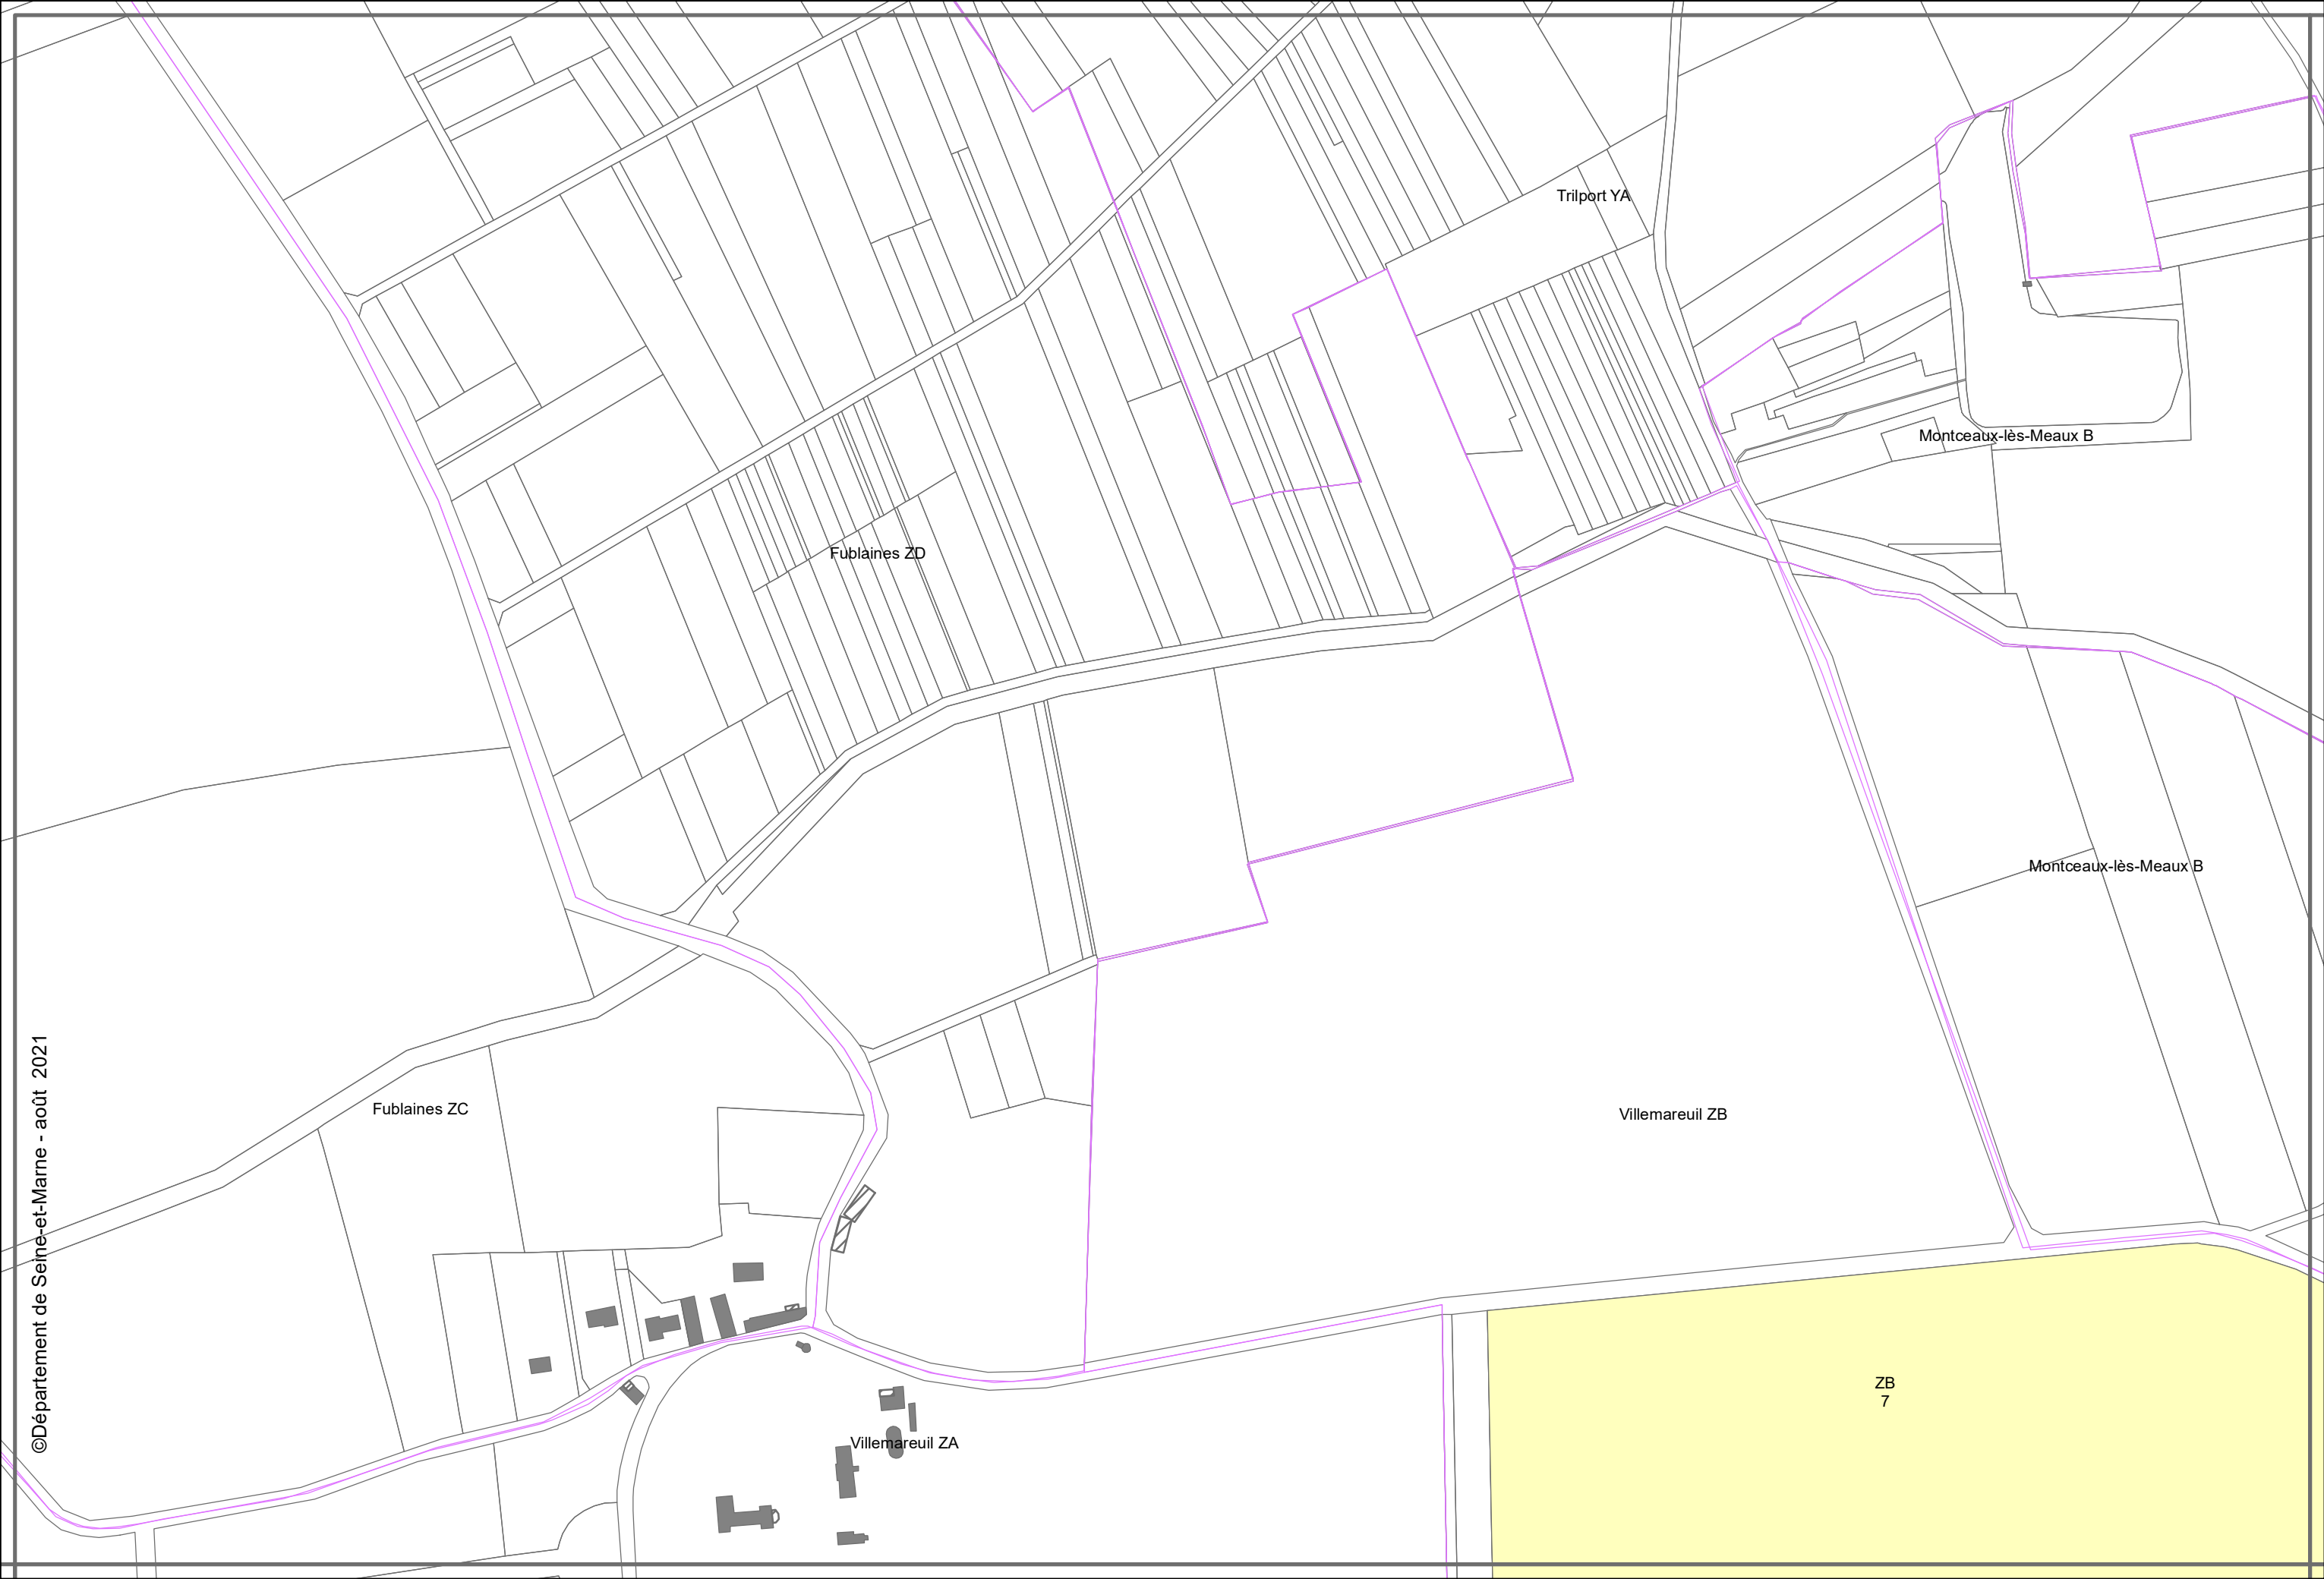 Trilport YA
Montceaux-lès-Meaux B
Fublaines ZD
Montceaux-lès-Meaux B
Fublaines ZC
Villemareuil ZB
ZB
7
Villemareuil ZA
©Département de Seine-et-Marne - août 2021